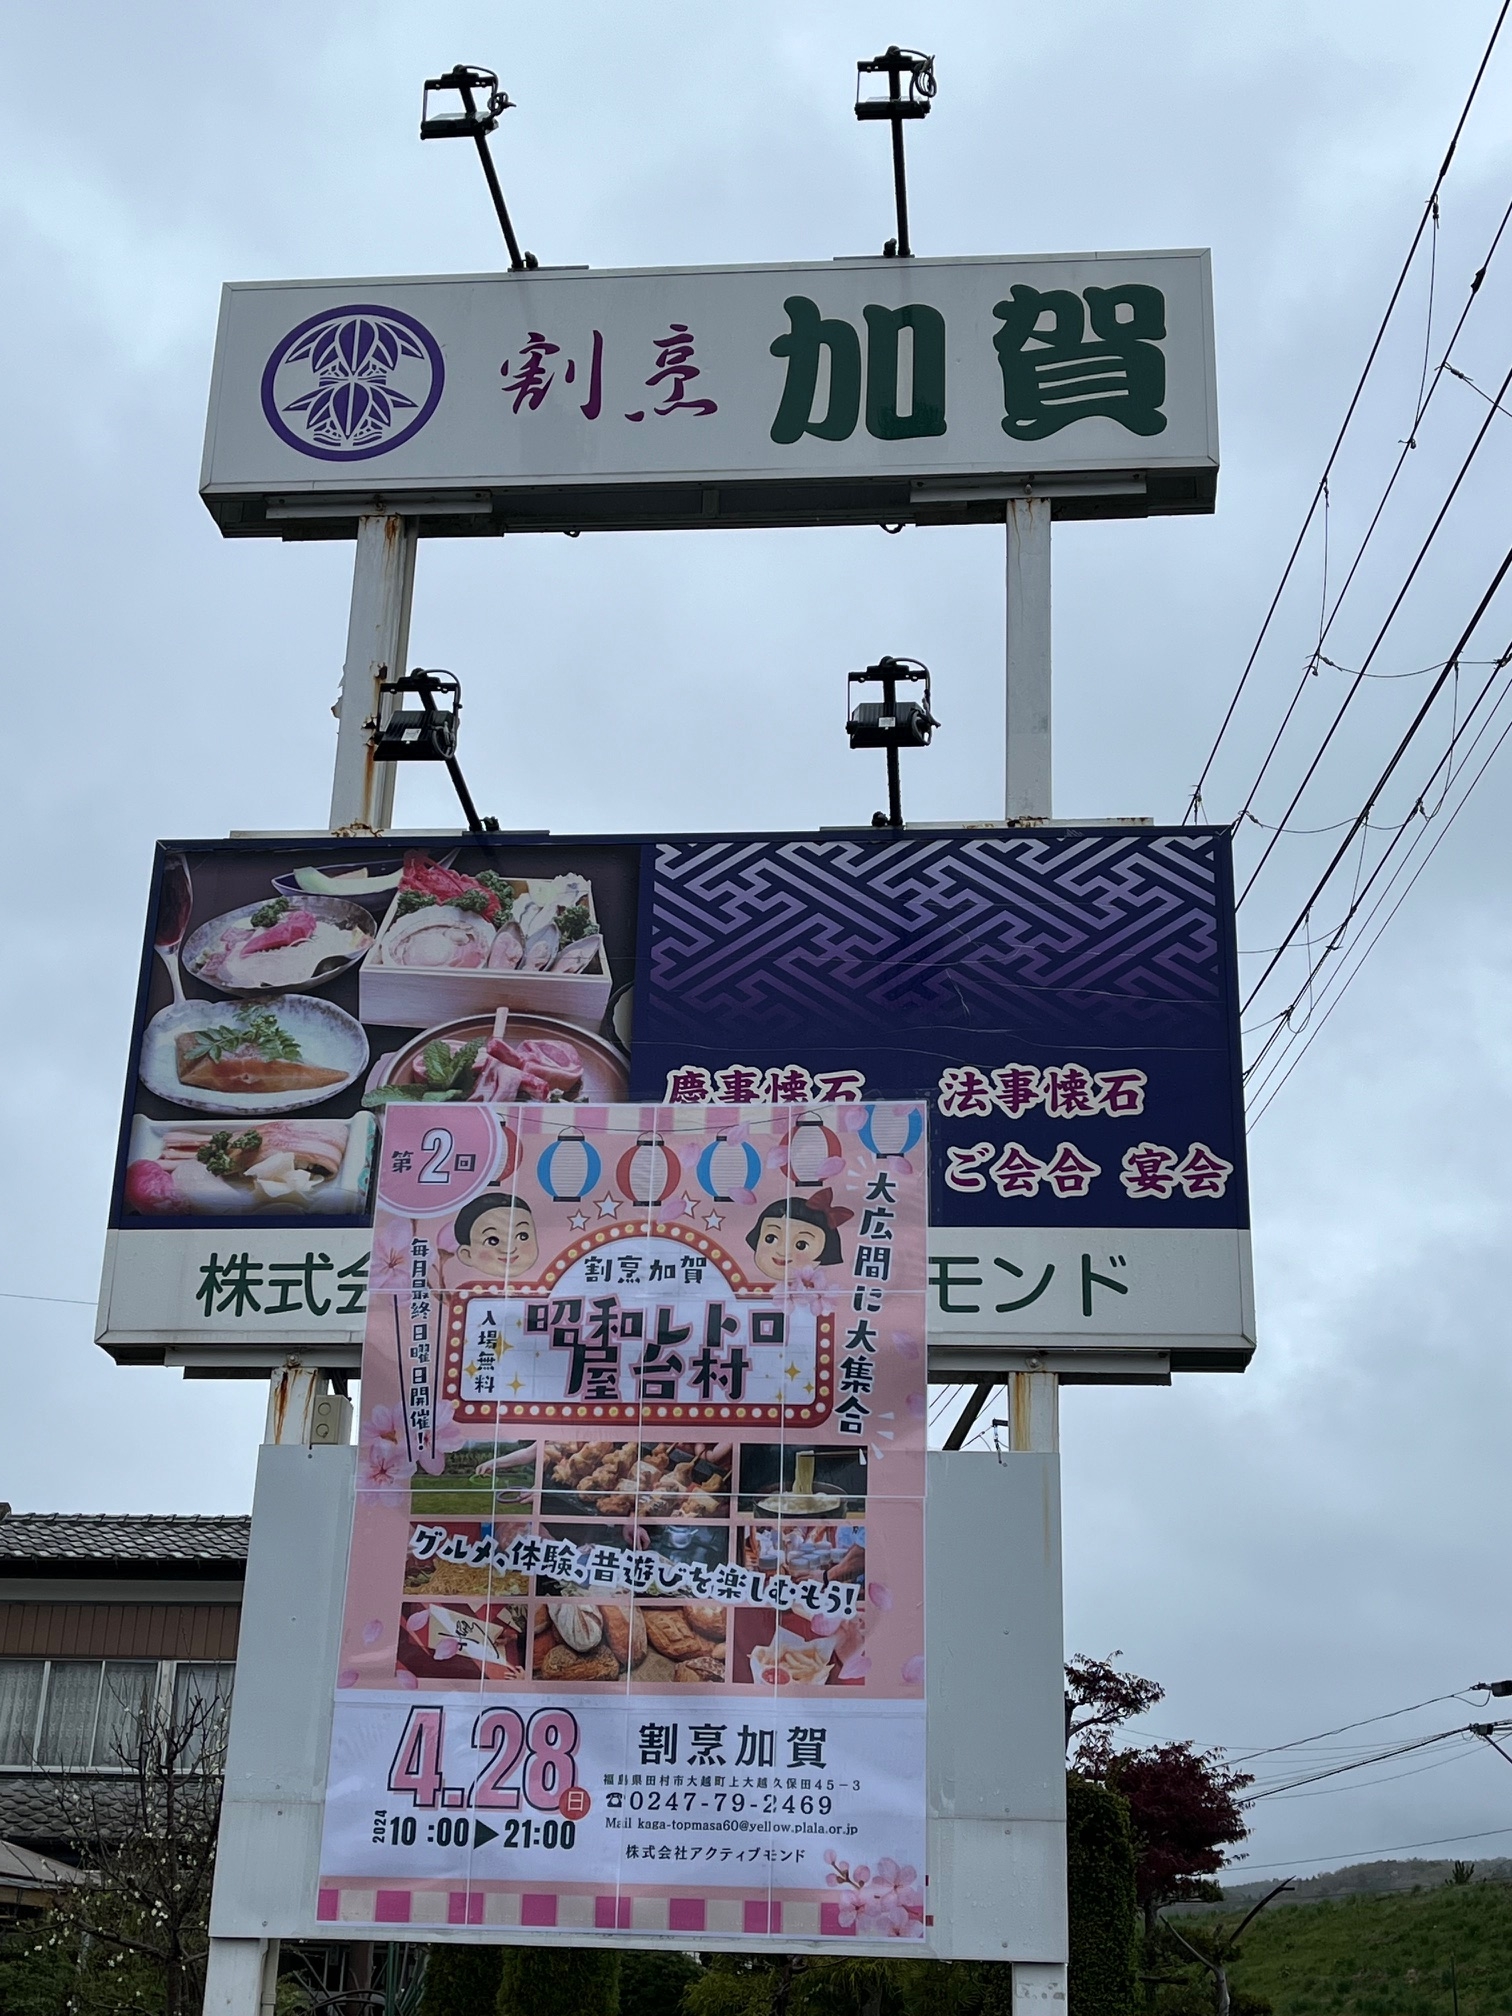 割烹 加賀
慶事懐石 法事懐石
ご会合 宴会
株式会
モンド
第2回
毎月最終日曜日開催！
大広間に大集合
割烹加賀
入場無料
昭和レトロ
屋台村
グルメ、体験、昔遊びを楽しむもう！
4.28日
2024
10:00▶21:00
割烹加賀
福島県田村市大越町上大越久保田45－3
☎0247-79-2469
Mail kaga-topmasa60@yellow.plala.or.jp
株式会社アクティブモンド